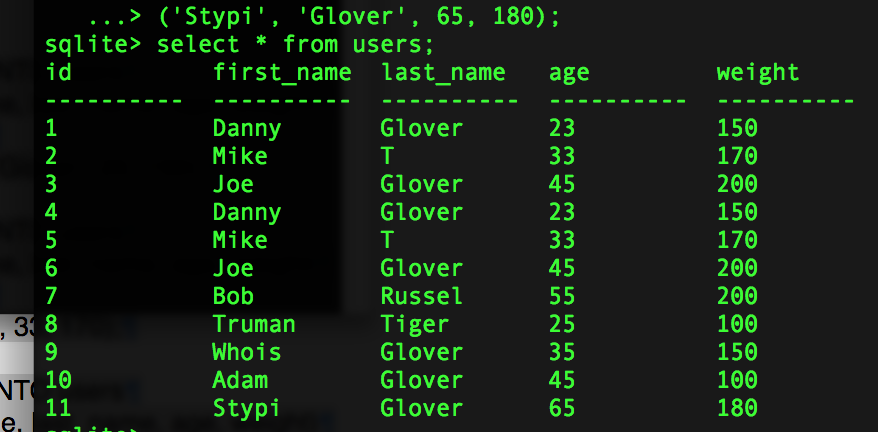 ...> ('Stypi', 'Glover', 65, 180);
sqlite> select * from users;
id first_name last_name age weight
---------- ---------- ---------- ---------- ----------
1 Danny Glover 23 150
2 Mike T 33 170
3 Joe Glover 45 200
4 Danny Glover 23 150
5 Mike T 33 170
6 Joe Glover 45 200
7 Bob Russel 55 200
8 Truman Tiger 25 100
, 33
9 Whois Glover 35 150
10 Adam Glover 45 100
11 Stypi Glover 65 180
e,
sqlite>